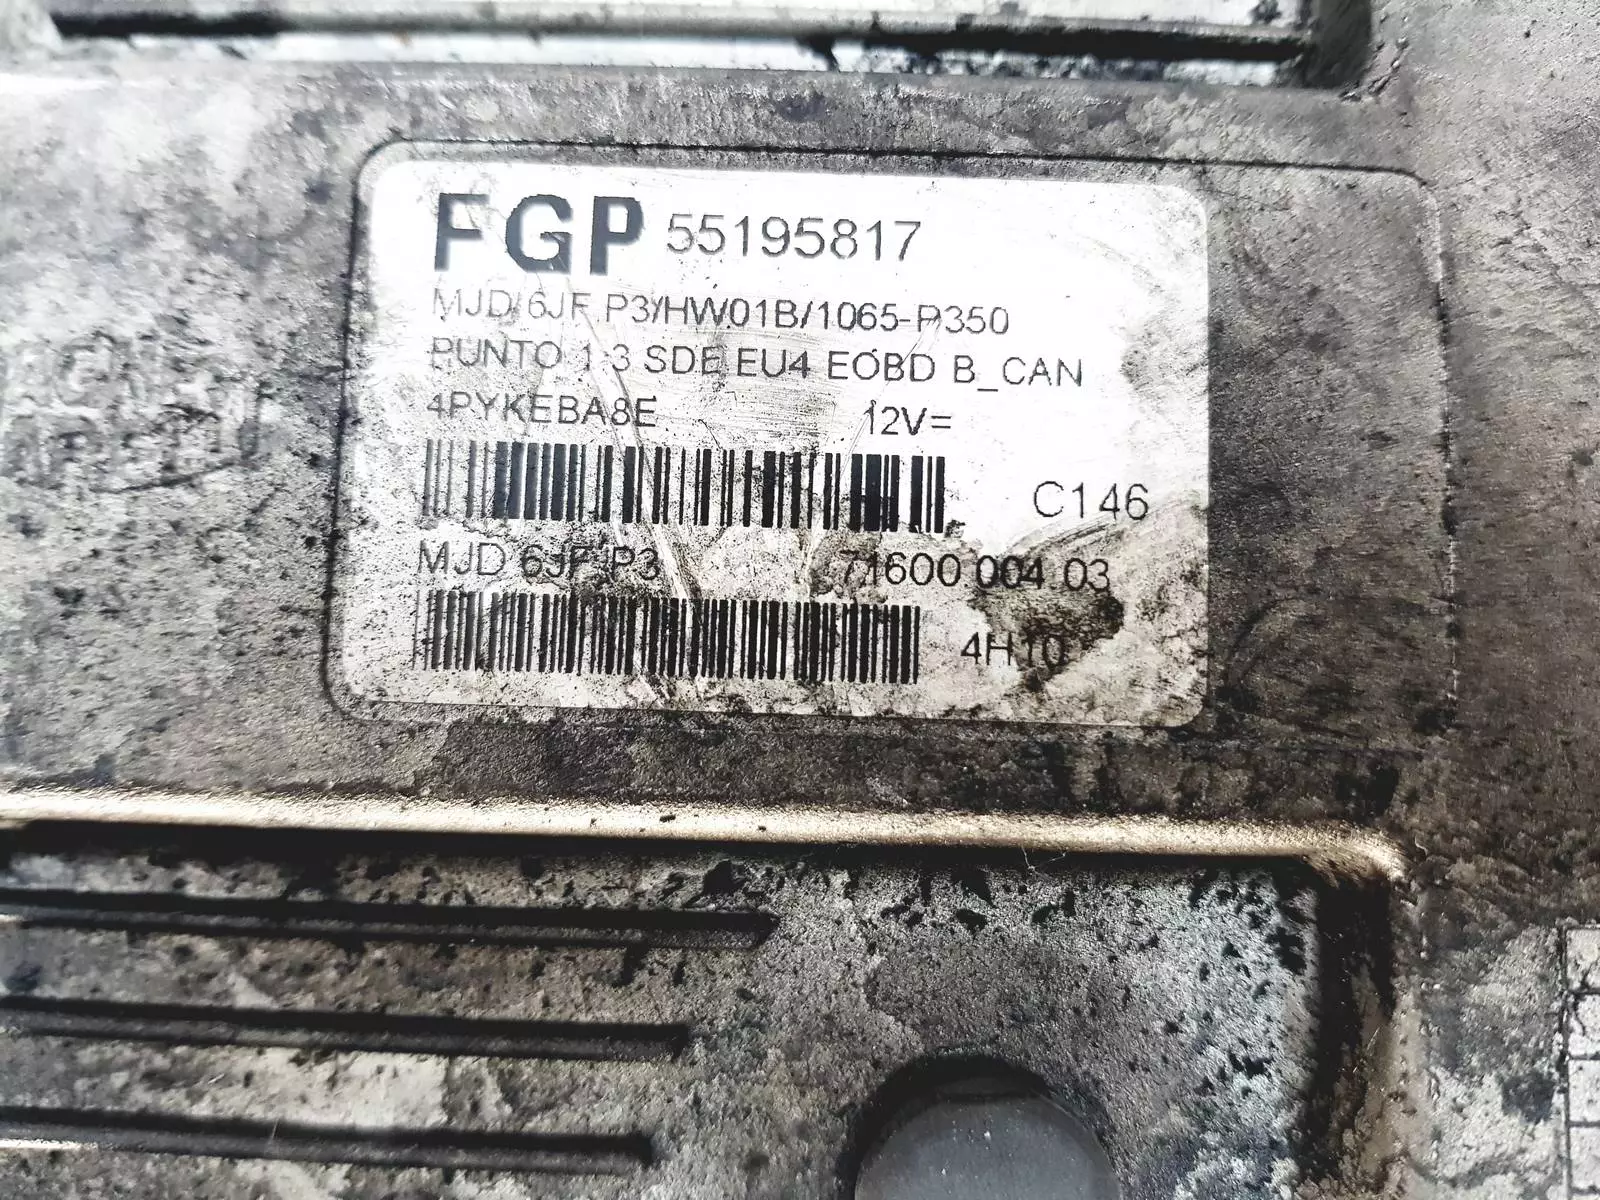 FGP 55195817
MJD 6JF P3/HW01B/1065-P350
PUNTO 1.3 SDE EU4 EOBD B_CAN
4PYKEBA8E 12V=
C146
MJD 6JF P3 71600 004 03
4H10